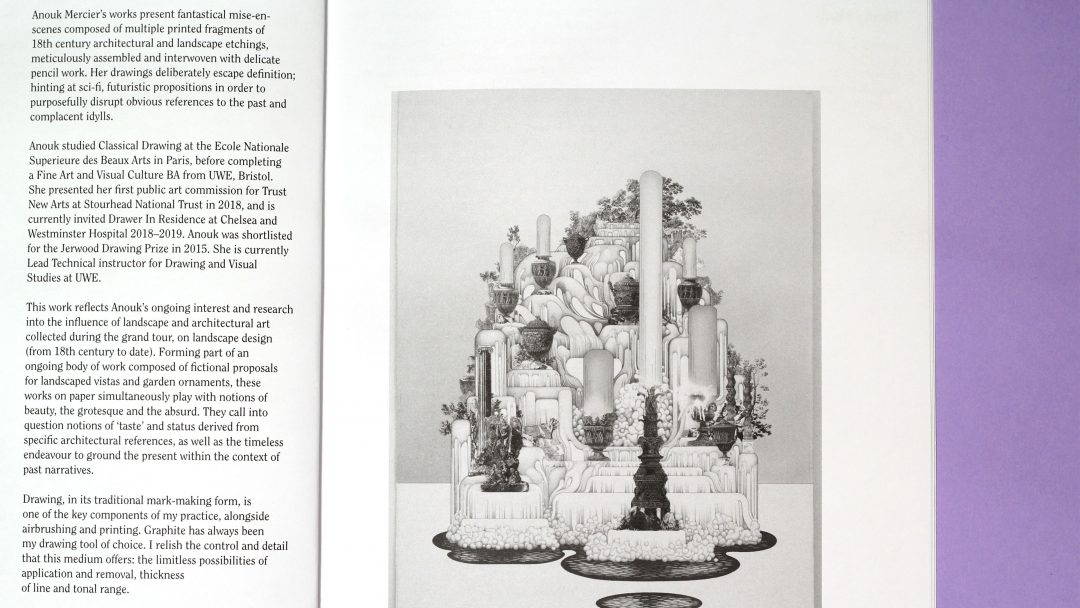 Anouk Mercier's works present fantastical mise-en-
scenes composed of multiple printed fragments of
18th century architectural and landscape etchings,
meticulously assembled and interwoven with delicate
pencil work. Her drawings deliberately escape definition;
hinting at sci-fi, futuristic propositions in order to
purposefully disrupt obvious references to the past and
complacent idylls.
Anouk studied Classical Drawing at the Ecole Nationale
Superieure des Beaux Arts in Paris, before completing
a Fine Art and Visual Culture BA from UWE, Bristol.
She presented her first public art commission for Trust
New Arts at Stourhead National Trust in 2018, and is
currently invited Drawer In Residence at Chelsea and
Westminster Hospital 2018–2019. Anouk was shortlisted
for the Jerwood Drawing Prize in 2015. She is currently
Lead Technical instructor for Drawing and Visual
Studies at UWE.
This work reflects Anouk's ongoing interest and research
into the influence of landscape and architectural art
collected during the grand tour, on landscape design
(from 18th century to date). Forming part of an
ongoing body of work composed of fictional proposals
for landscaped vistas and garden ornaments, these
works on paper simultaneously play with notions of
beauty, the grotesque and the absurd. They call into
question notions of 'taste' and status derived from
specific architectural references, as well as the timeless
endeavour to ground the present within the context of
past narratives.
Drawing, in its traditional mark-making form, is
one of the key components of my practice, alongside
airbrushing and printing. Graphite has always been
my drawing tool of choice. I relish the control and detail
that this medium offers: the limitless possibilities of
application and removal, thickness
of line and tonal range.